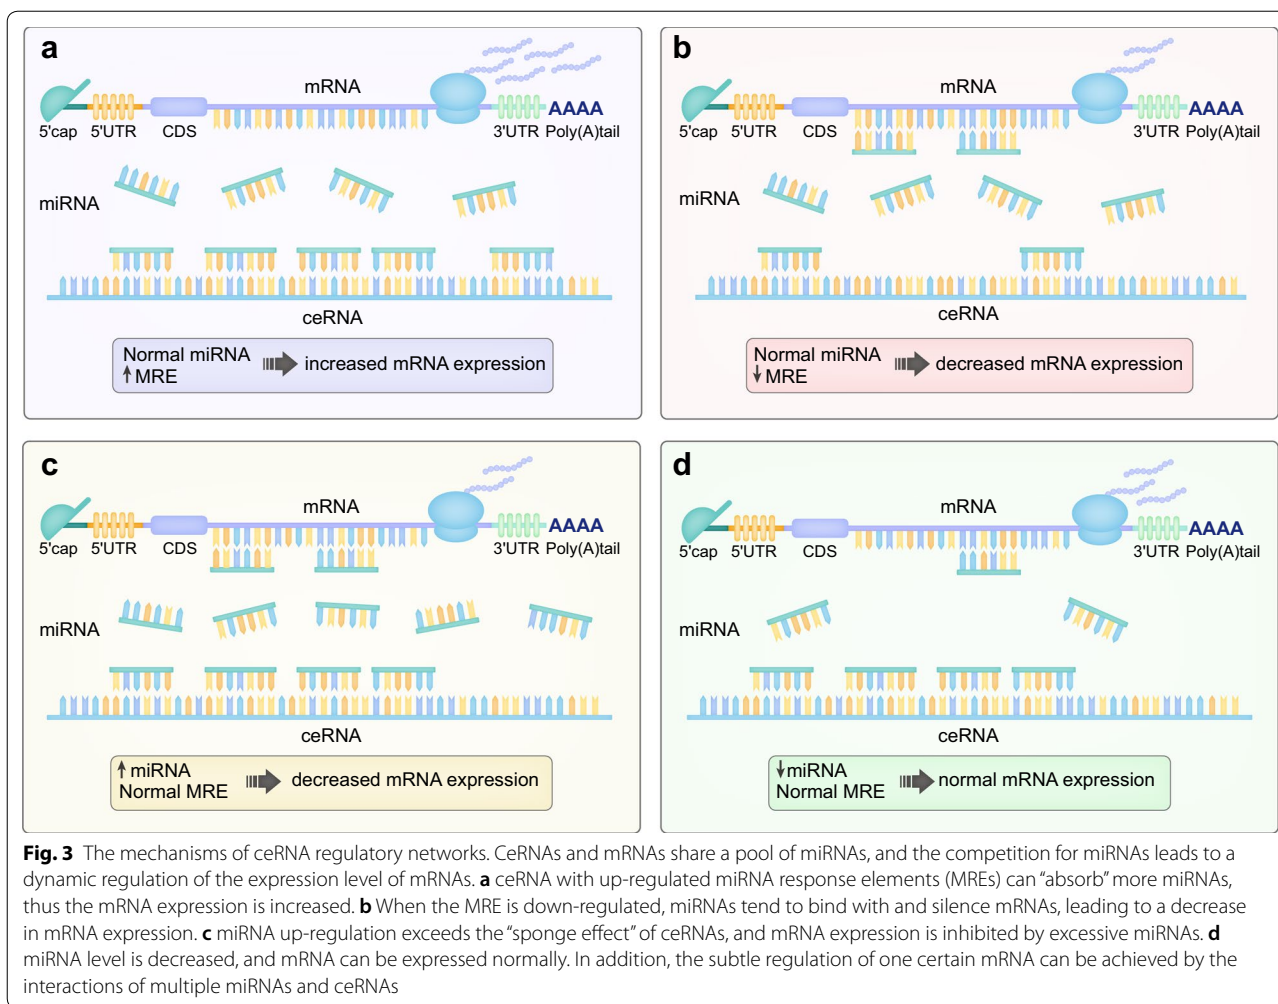 a
mRNA
AAAA
5'cap 5'UTR CDS 3'UTR Poly(A)tail
miRNA
ceRNA
Normal miRNA
↑ MRE
increased mRNA expression
b
mRNA
AAAA
5'cap 5'UTR CDS 3'UTR Poly(A)tail
miRNA
ceRNA
Normal miRNA
↓ MRE
decreased mRNA expression
c
mRNA
AAAA
5'cap 5'UTR CDS 3'UTR Poly(A)tail
miRNA
ceRNA
↑ miRNA
Normal MRE
decreased mRNA expression
d
mRNA
AAAA
5'cap 5'UTR CDS 3'UTR Poly(A)tail
miRNA
ceRNA
↓miRNA
Normal MRE
normal mRNA expression
Fig. 3 The mechanisms of ceRNA regulatory networks. CeRNAs and mRNAs share a pool of miRNAs, and the competition for miRNAs leads to a
dynamic regulation of the expression level of mRNAs. a ceRNA with up-regulated miRNA response elements (MREs) can “absorb” more miRNAs,
thus the mRNA expression is increased. b When the MRE is down-regulated, miRNAs tend to bind with and silence mRNAs, leading to a decrease
in mRNA expression. c miRNA up-regulation exceeds the “sponge effect” of ceRNAs, and mRNA expression is inhibited by excessive miRNAs. d
miRNA level is decreased, and mRNA can be expressed normally. In addition, the subtle regulation of one certain mRNA can be achieved by the
interactions of multiple miRNAs and ceRNAs